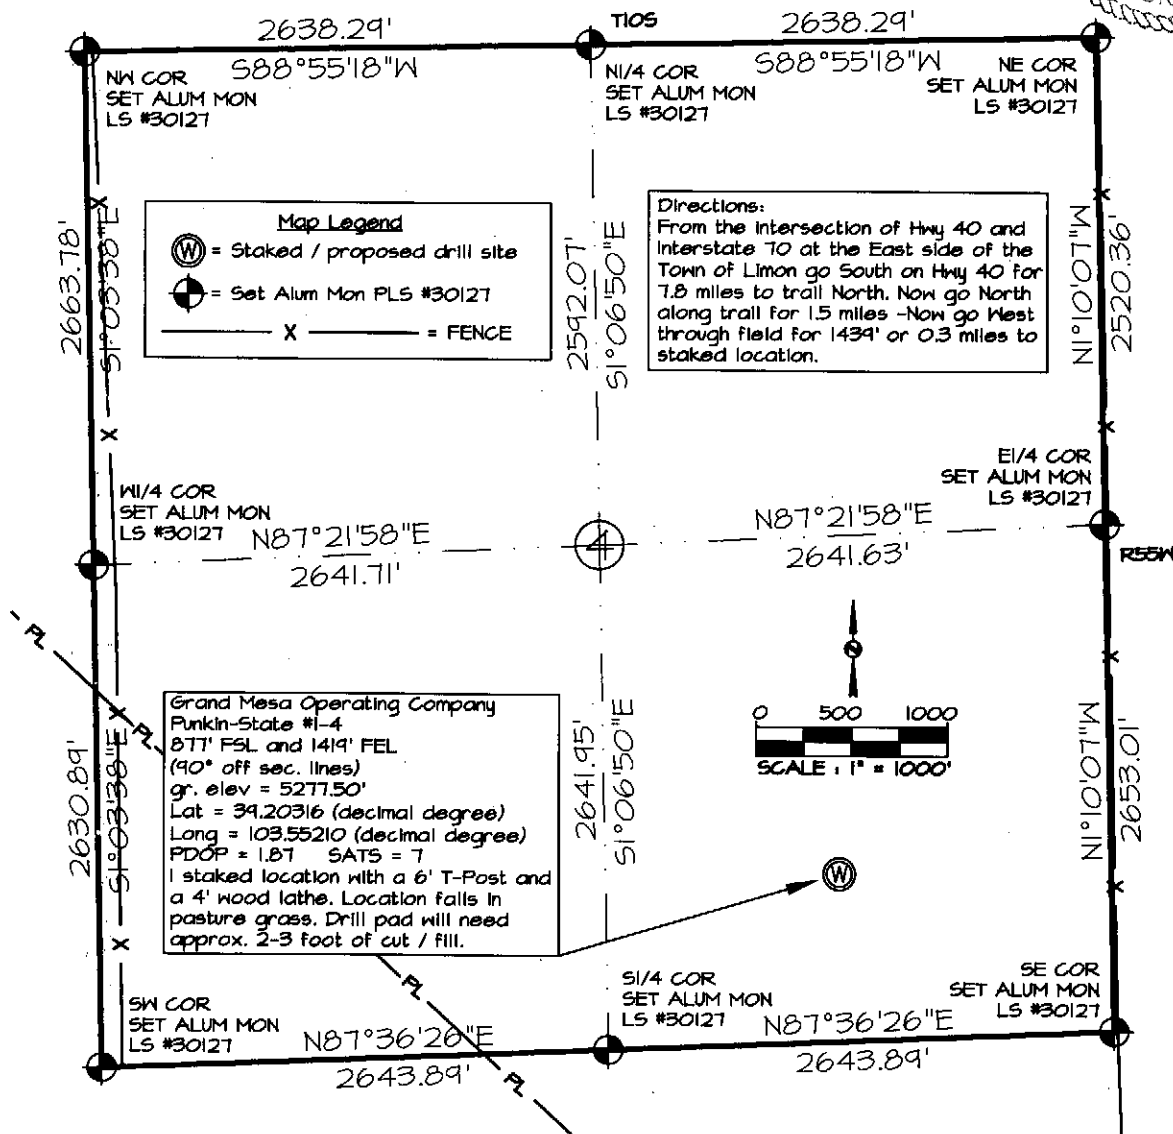 2638.29'
T10S
2638.29'
S88°55'18"W
S88°55'18"W
NW COR
SET ALUM MON
LS #30127
N1/4 COR
SET ALUM MON
LS #30127
NE COR
SET ALUM MON
LS #30127
2663.78'
S1°03'38"E
Map Legend
W = Staked / proposed drill site
= Set Alum Mon PLS #30127
X = FENCE
2592.07'
S1°06'50"E
Directions:
From the intersection of Hwy 40 and
Interstate 70 at the East side of the
Town of Limon go South on Hwy 40 for
7.8 miles to trail North. Now go North
along trail for 1.5 miles -Now go West
through field for 1439' or 0.3 miles to
staked location.
N1°01'07"W
2520.36'
X
X
X
X
W1/4 COR
SET ALUM MON
LS #30127
E1/4 COR
SET ALUM MON
LS #30127
N87°21'58"E
2641.71'
4
N87°21'58"E
2641.63'
R55W
PL
PL
N
0 500 1000
SCALE : 1" = 1000'
2630.89'
S1°03'38"E
X
X
Grand Mesa Operating Company
Punkin-State #1-4
877' FSL and 1419' FEL
(90° off sec. lines)
gr. elev = 5277.50'
Lat = 39.20316 (decimal degree)
Long = 103.55210 (decimal degree)
PDOP = 1.87 SATS = 7
I staked location with a 6' T-Post and
a 4' wood lathe. Location falls in
pasture grass. Drill pad will need
approx. 2-3 foot of cut / fill.
2641.95'
S1°06'50"E
W
N1°01'07"W
2653.01'
X
X
PL
PL
SW COR
SET ALUM MON
LS #30127
S1/4 COR
SET ALUM MON
LS #30127
SE COR
SET ALUM MON
LS #30127
N87°36'26"E
2643.89'
N87°36'26"E
2643.89'